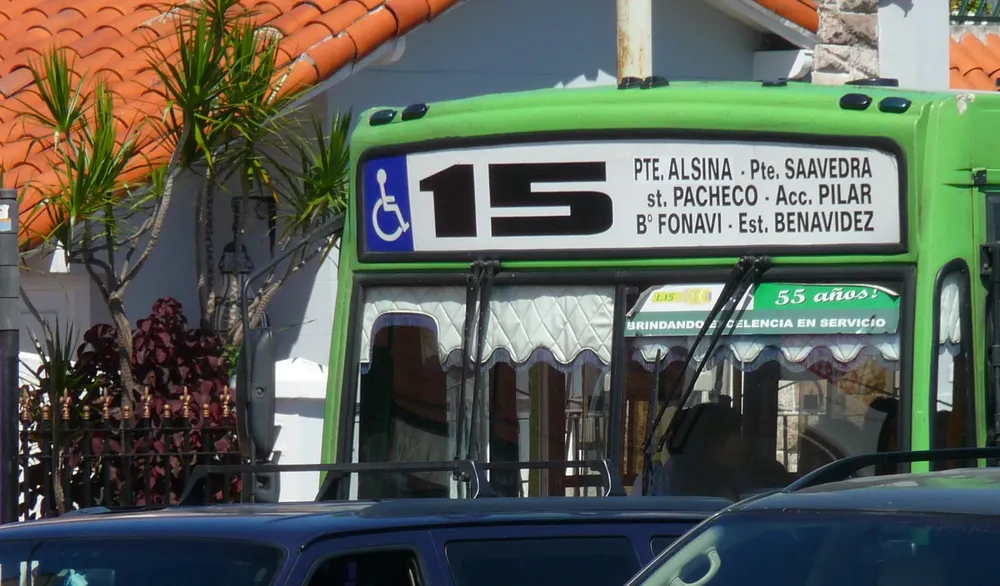 15
PTE. ALSINA - Pte. SAAVEDRA
st. PACHECO - Acc. PILAR
Bº FONAVI - Est. BENAVIDEZ
L15
55 años!
BRINDANDO EXCELENCIA EN SERVICIO